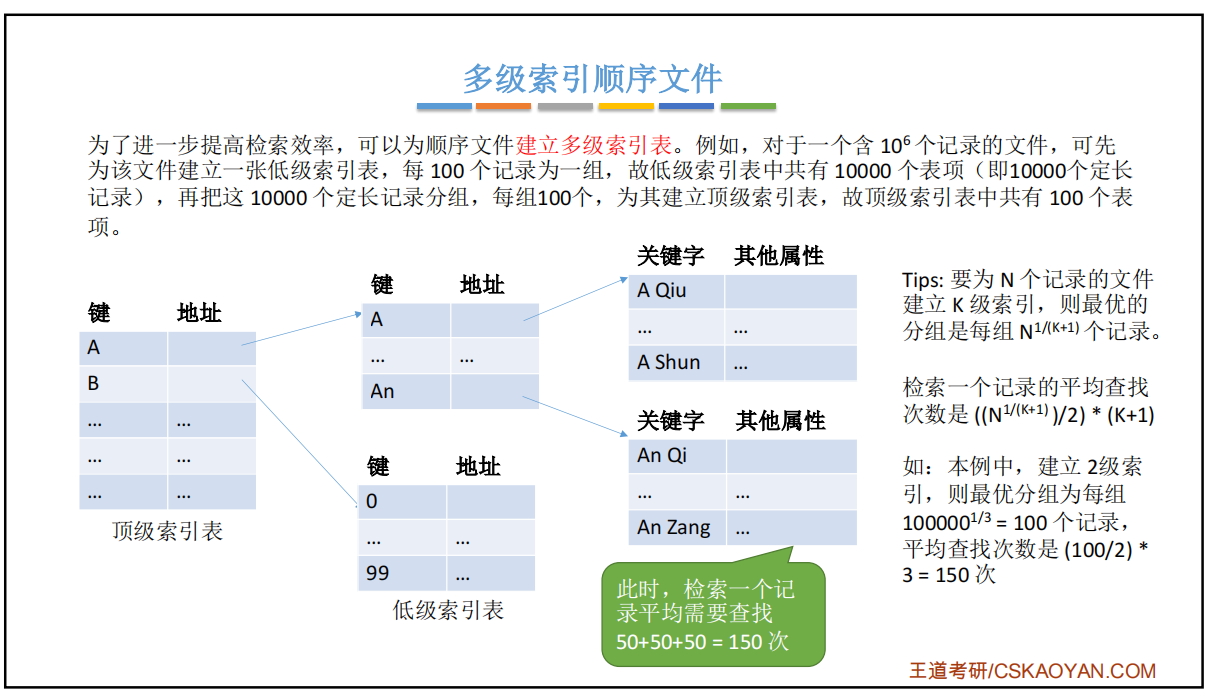 多级索引顺序文件
为了进一步提高检索效率，可以为顺序文件建立多级索引表。例如，对于一个含 10⁶ 个记录的文件，可先
为该文件建立一张低级索引表，每 100 个记录为一组，故低级索引表中共有 10000 个表项（即10000个定长
记录），再把这 10000 个定长记录分组，每组100个，为其建立顶级索引表，故顶级索引表中共有 100 个表
项。
键 地址
A
B
... ...
... ...
... ...
顶级索引表
键 地址
A
... ...
An
键 地址
0
... ...
99 ...
低级索引表
关键字 其他属性
A Qiu
... ...
A Shun ...
关键字 其他属性
An Qi
... ...
An Zang ...
此时，检索一个记
录平均需要查找
50+50+50 = 150 次
Tips: 要为 N 个记录的文件
建立 K 级索引，则最优的
分组是每组 N¹/⁽ᴷ⁺¹⁾ 个记录。
检索一个记录的平均查找
次数是 ((N¹/⁽ᴷ⁺¹⁾ )/2) * (K+1)
如：本例中，建立 2级索
引，则最优分组为每组
100000¹/³ = 100 个记录，
平均查找次数是 (100/2) *
3 = 150 次
王道考研/CSKAOYAN.COM